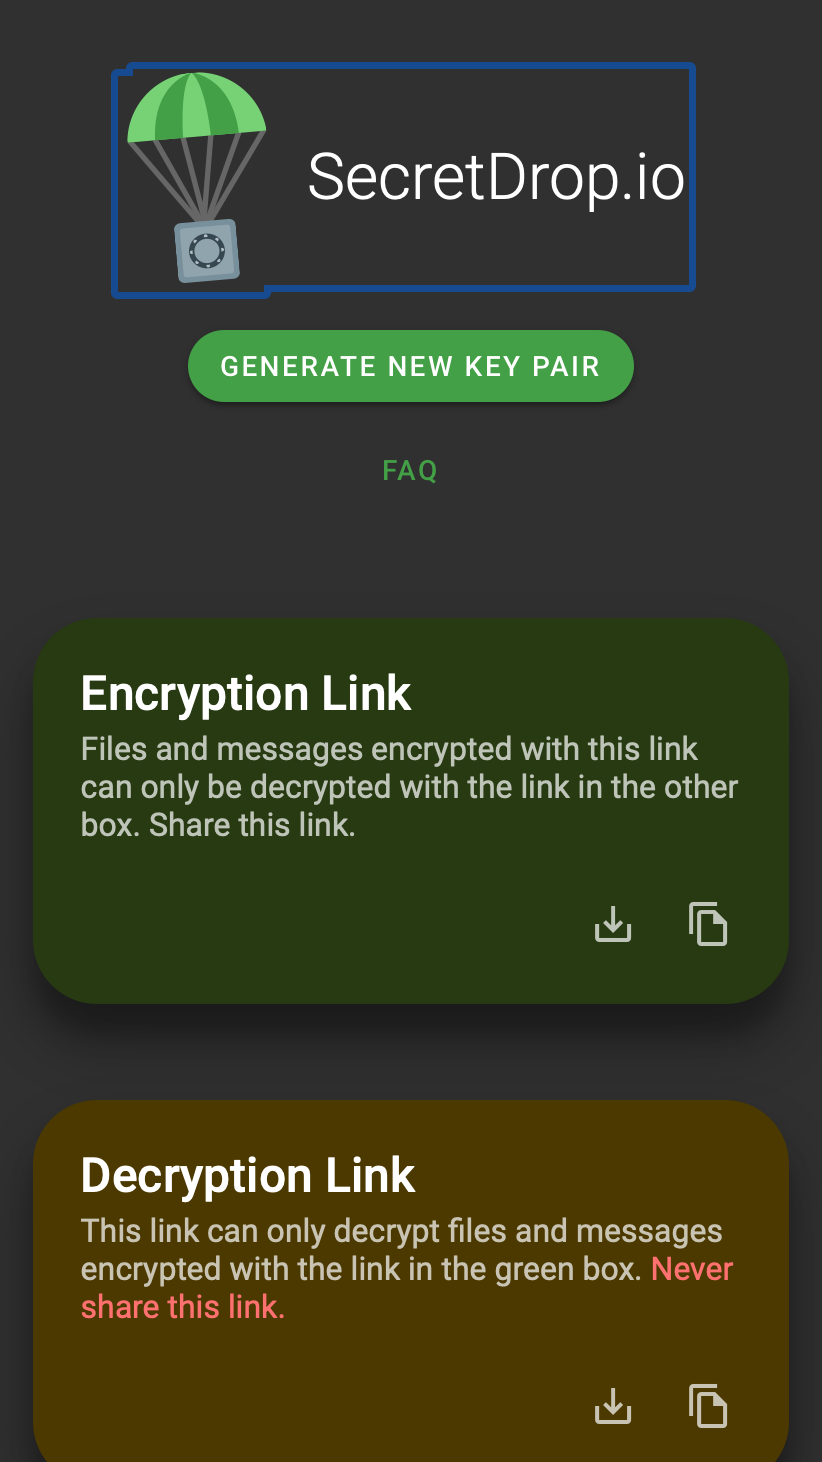 SecretDrop.io
GENERATE NEW KEY PAIR
FAQ
Encryption Link
Files and messages encrypted with this link
can only be decrypted with the link in the other
box. Share this link.
Decryption Link
This link can only decrypt files and messages
encrypted with the link in the green box. Never
share this link.